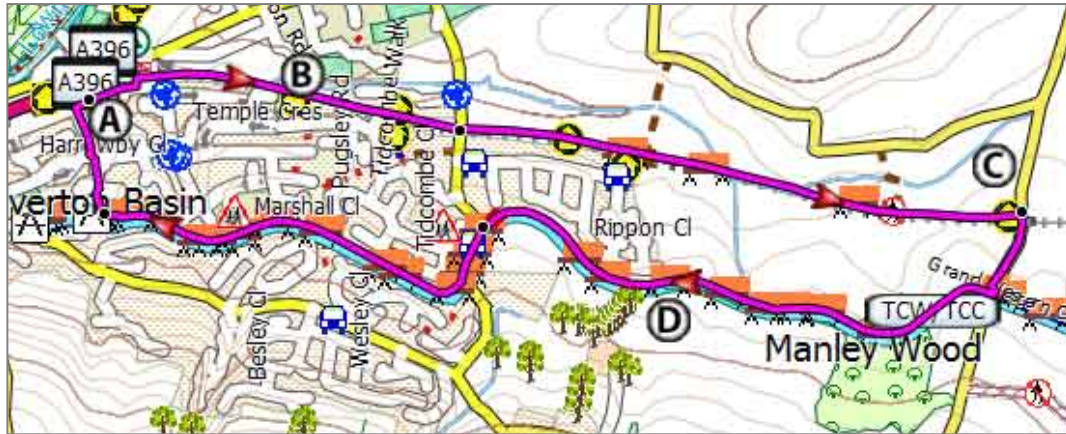 A396
A396
B
A
Temple Cres
Harrowby Cl
Pugsley Rd
Tidcombe Walk
Tidcombe Cl
C
verton Basin
Marshall Cl
Rippon Cl
Besley Cl
Wesley Cl
D
TCW/TCC
Manley Wood